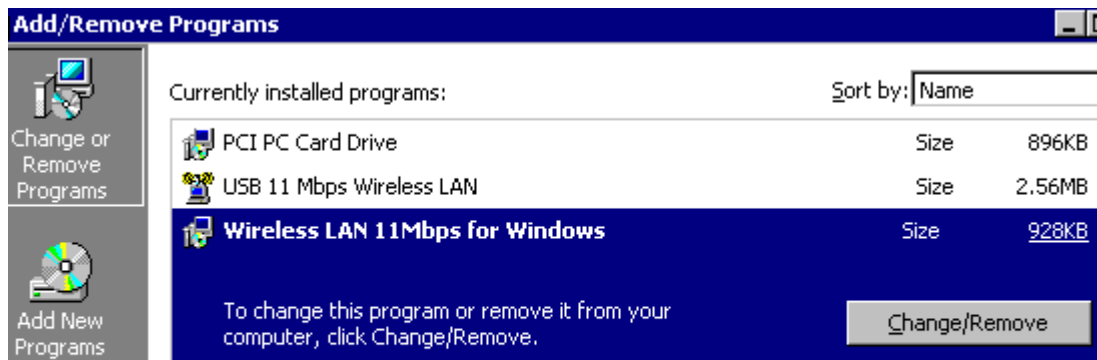 Add/Remove Programs
Change or
Remove
Programs
Add New
Programs
Currently installed programs:
Sort by: Name
PCI PC Card Drive Size 896KB
USB 11 Mbps Wireless LAN Size 2.56MB
Wireless LAN 11Mbps for Windows Size 928KB
To change this program or remove it from your
computer, click Change/Remove.
Change/Remove